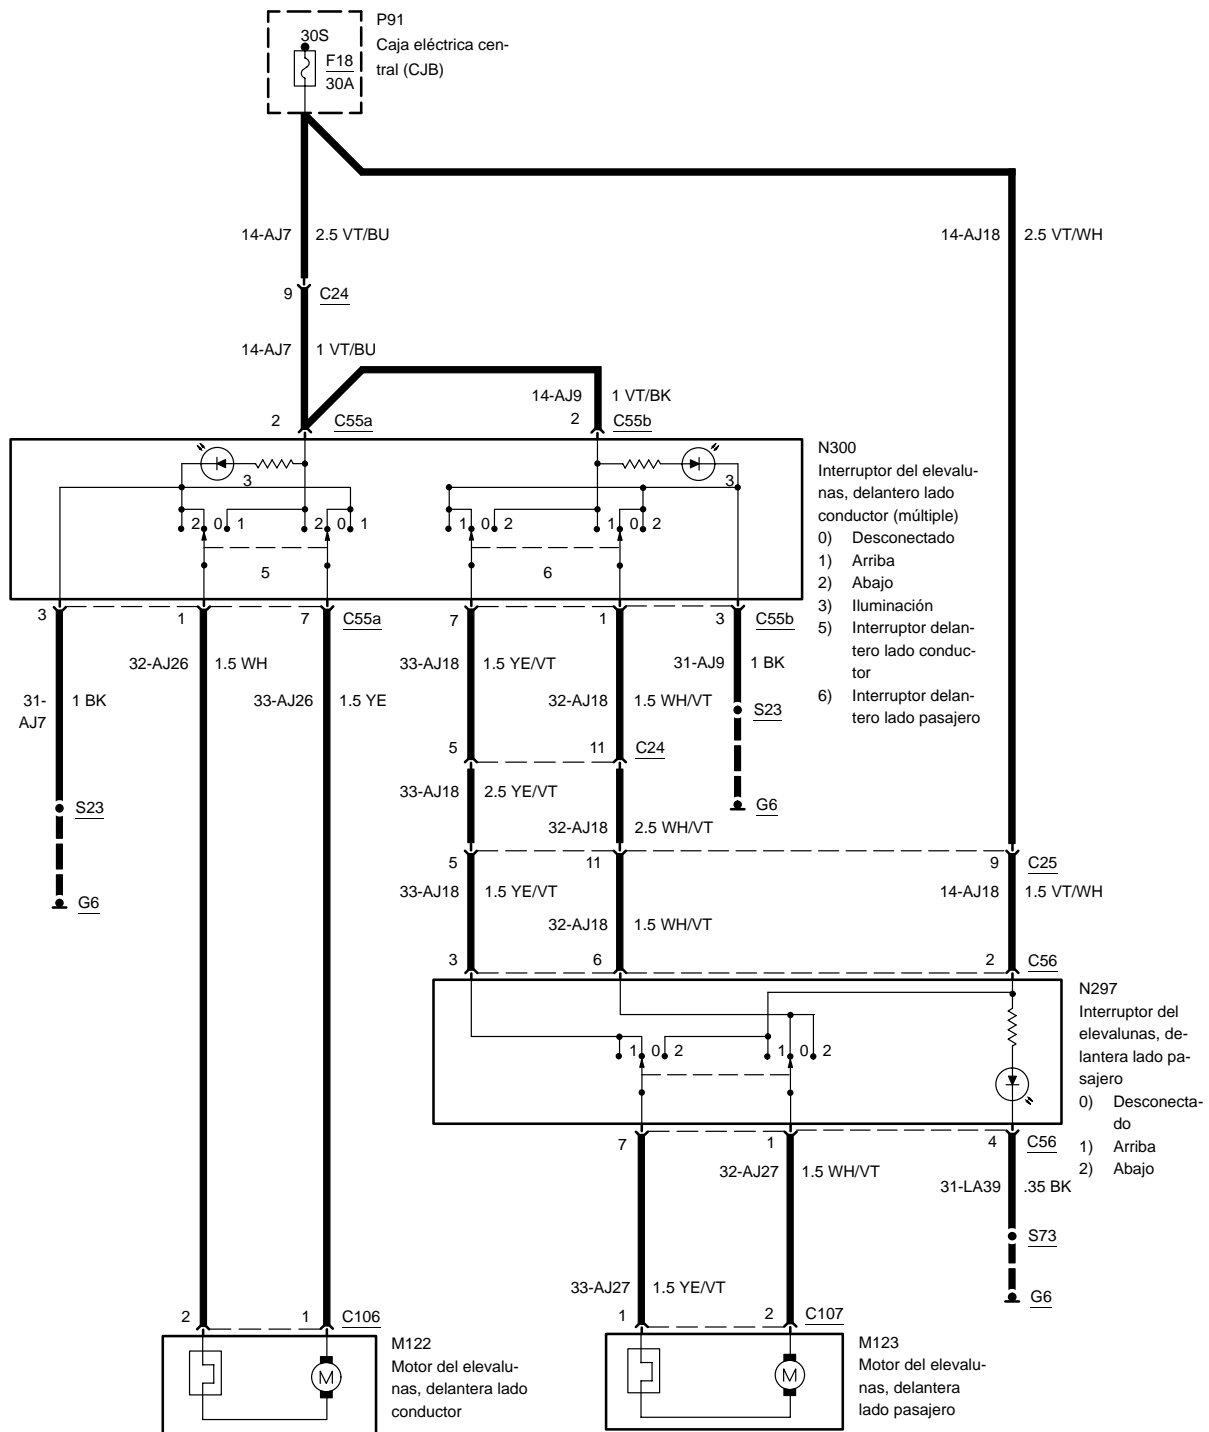 P91
Caja eléctrica cen-
tral (CJB)
30S
F18
30A
14-AJ7 2.5 VT/BU
14-AJ18 2.5 VT/WH
9 C24
14-AJ7 1 VT/BU
14-AJ9 1 VT/BK
2 C55a
2 C55b
N300
Interruptor del elevalu-
nas, delantero lado
conductor (múltiple)
0) Desconectado
1) Arriba
2) Abajo
3) Iluminación
5) Interruptor delan-
tero lado conduc-
tor
6) Interruptor delan-
tero lado pasajero
3 3
2 0 1 2 0 1 1 0 2 1 0 2
5 6
3 1 7 C55a 7 1 3 C55b
32-AJ26 1.5 WH
33-AJ18 1.5 YE/VT
31-AJ9 1 BK
31-
AJ7
1 BK
33-AJ26 1.5 YE
32-AJ18 1.5 WH/VT
S23
5 11 C24
33-AJ18 2.5 YE/VT
S23
G6
32-AJ18 2.5 WH/VT
5 11 9 C25
33-AJ18 1.5 YE/VT
14-AJ18 1.5 VT/WH
G6
32-AJ18 1.5 WH/VT
3 6 2 C56
N297
Interruptor del
elevalunas, de-
lantera lado pa-
sajero
0) Desconecta-
do
1) Arriba
2) Abajo
1 0 2 1 0 2
7 1 4 C56
32-AJ27 1.5 WH/VT
31-LA39 .35 BK
S73
33-AJ27 1.5 YE/VT
G6
2 1 C106
1 2 C107
M122
Motor del elevalu-
nas, delantera lado
conductor
M
M123
Motor del elevalu-
nas, delantera
lado pasajero
M